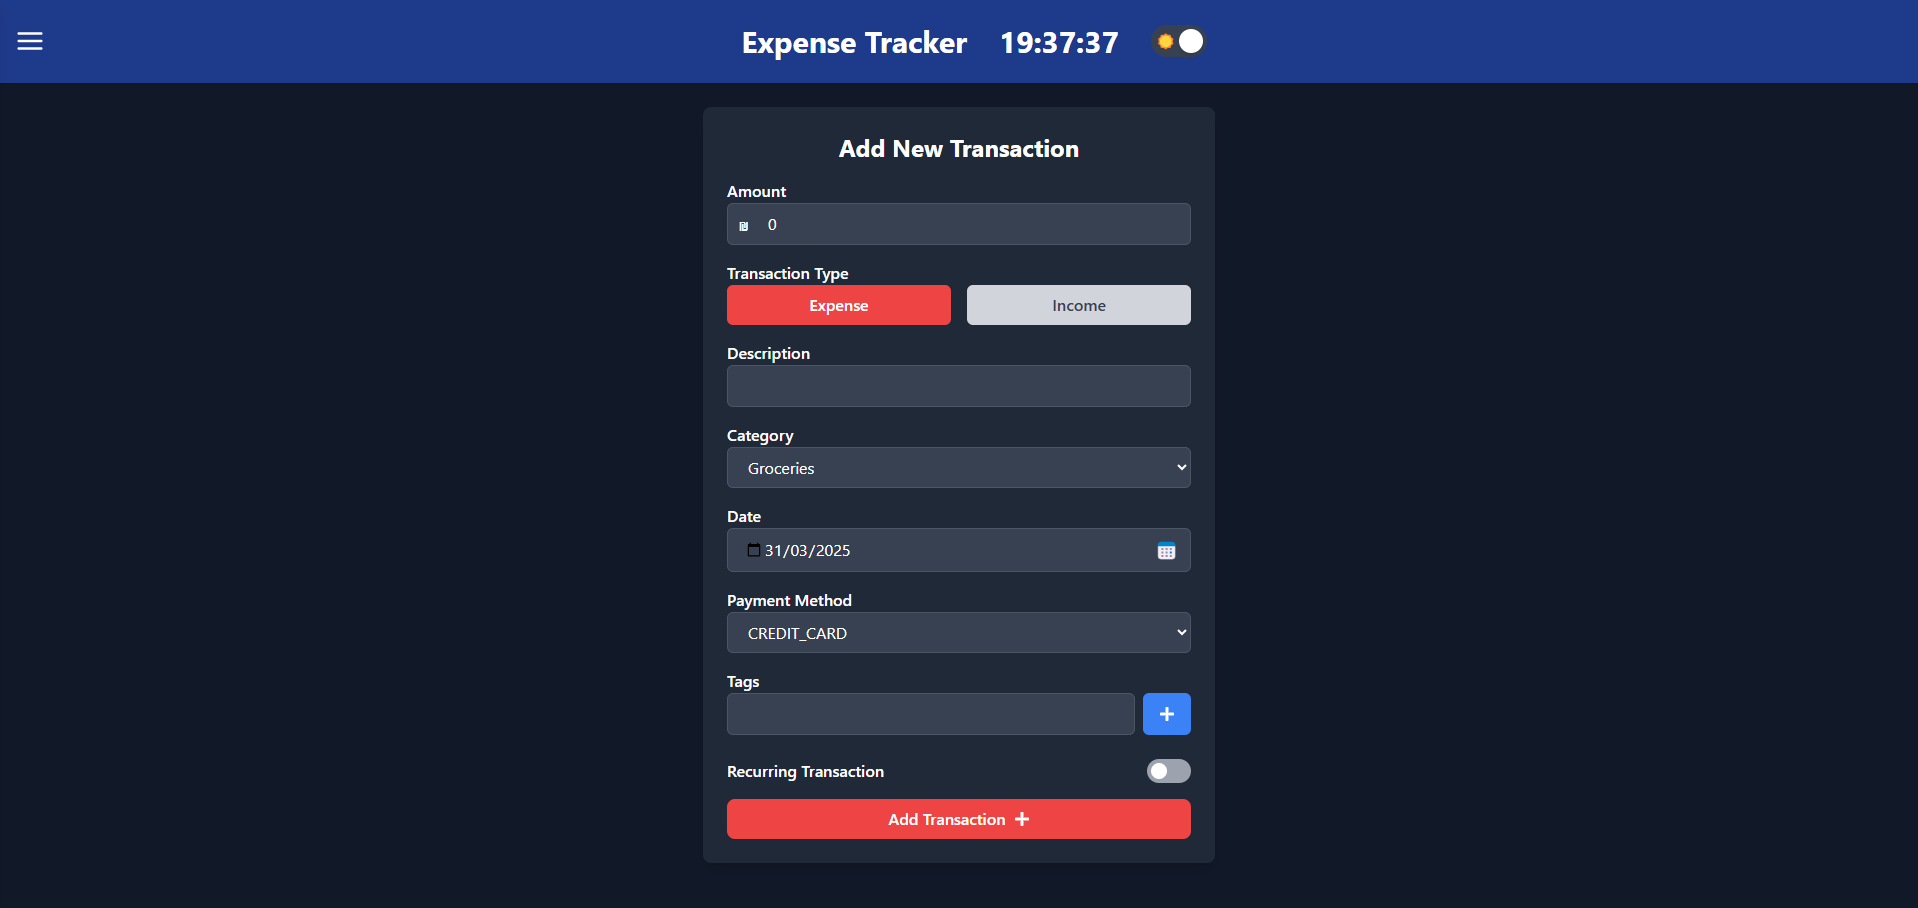 Expense Tracker 19:37:37
Add New Transaction
Amount
₪ 0
Transaction Type
Expense Income
Description
Category
Groceries
Date
31/03/2025
Payment Method
CREDIT_CARD
Tags
+
Recurring Transaction
Add Transaction +